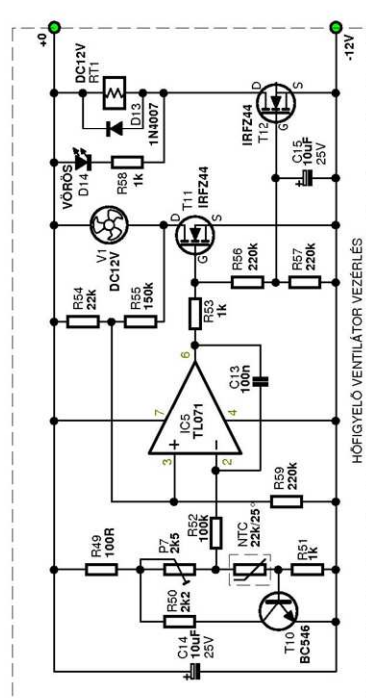 +0
-12V
DC12V
RT1
D13
1N4007
D
S
G
IRFZ44
T12
C15
10uF
25V
VÖRÖS
D14
R58
1k
T11
IRFZ44
D
S
G
V1
DC12V
R56
220k
R57
220k
R54
22k
R55
150k
R53
1k
6
C13
100n
7
IC5
TL071
4
+
-
3
2
R59
220k
R52
100k
R49
100R
P7
2k5
NTC
22k/25°
R51
1k
R50
2k2
T10
BC546
C14
10uF
25V
HŐFIGYELŐ VENTILÁTOR VEZÉRLÉS